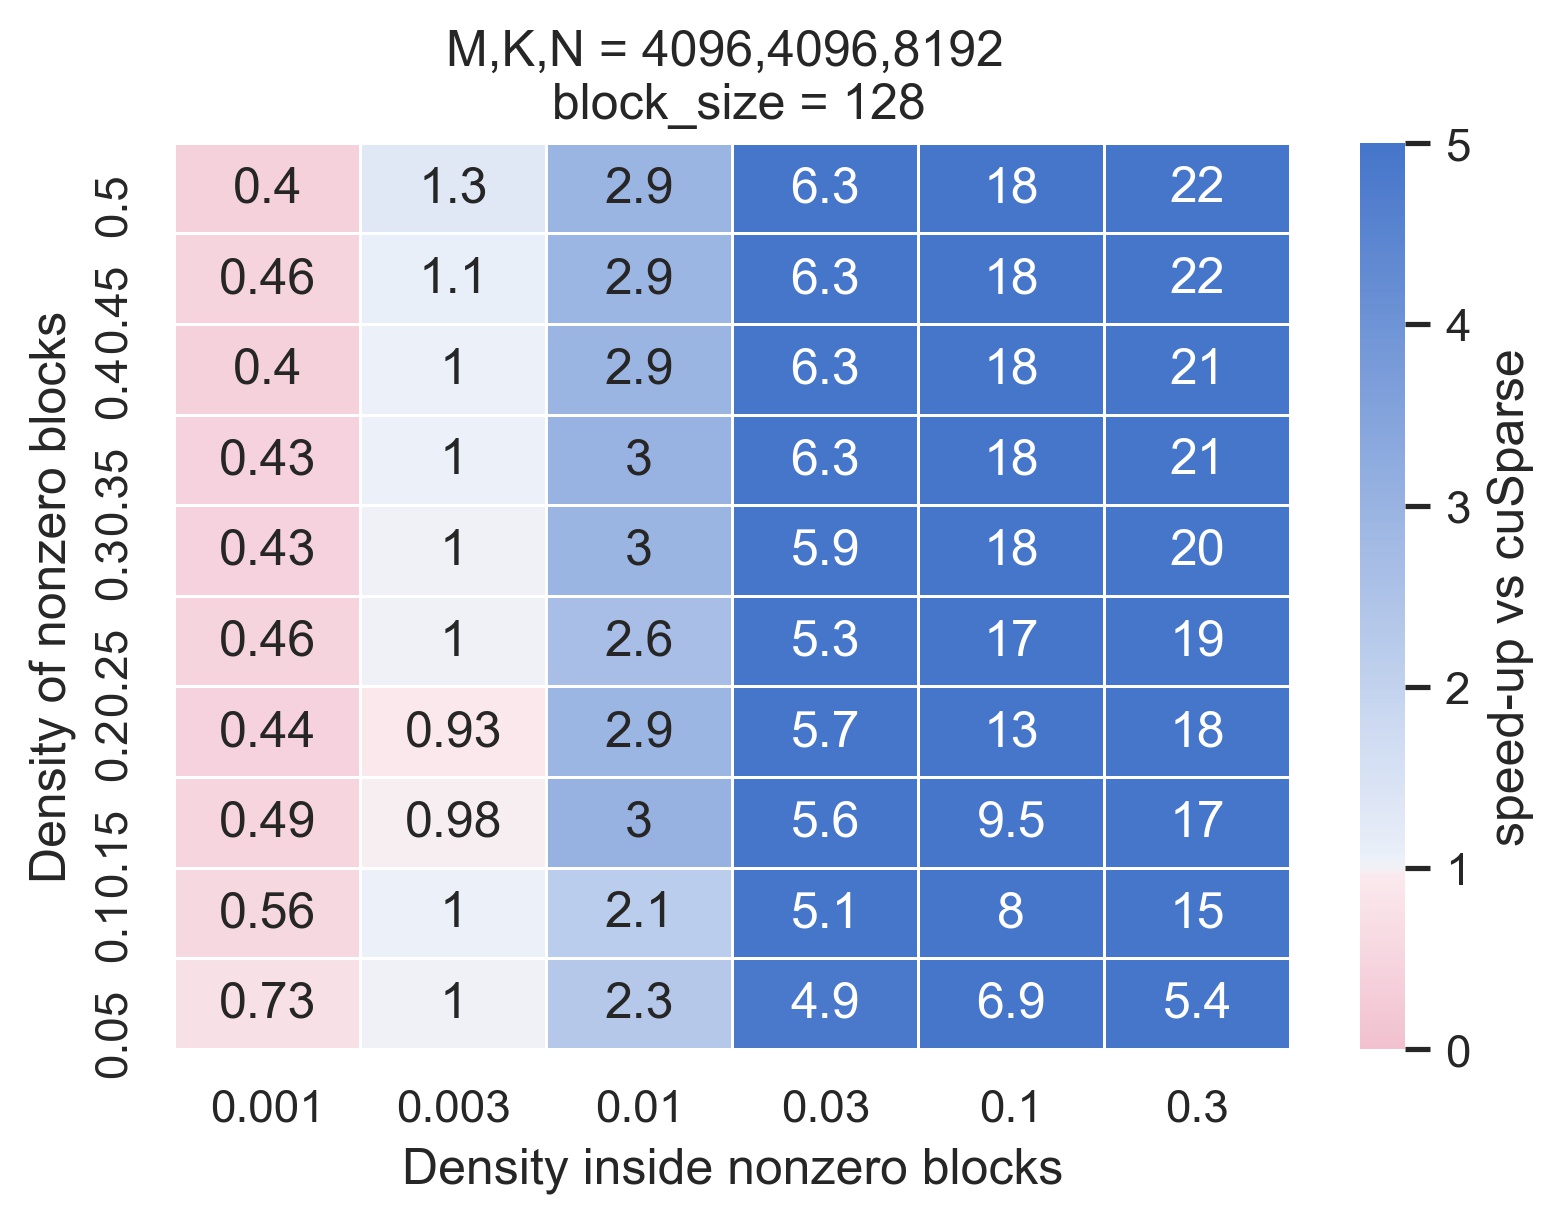 M,K,N = 4096,4096,8192
block_size = 128
Density of nonzero blocks
0.5 0.4 1.3 2.9 6.3 18 22
0.45 0.46 1.1 2.9 6.3 18 22
0.4 0.4 1 2.9 6.3 18 21
0.35 0.43 1 3 6.3 18 21
0.3 0.43 1 3 5.9 18 20
0.25 0.46 1 2.6 5.3 17 19
0.2 0.44 0.93 2.9 5.7 13 18
0.15 0.49 0.98 3 5.6 9.5 17
0.1 0.56 1 2.1 5.1 8 15
0.05 0.73 1 2.3 4.9 6.9 5.4
0.001 0.003 0.01 0.03 0.1 0.3
Density inside nonzero blocks
5
4
3
2
1
0
speed-up vs cuSparse